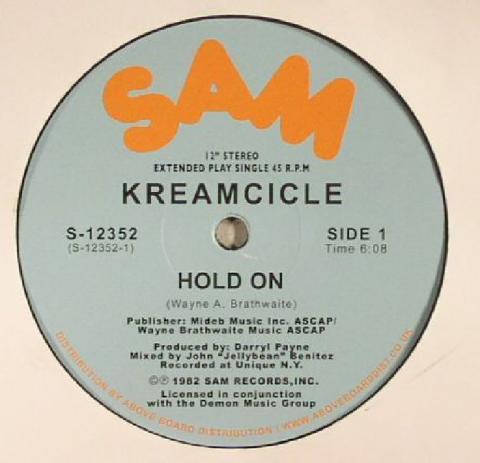 SAM
12" STEREO
EXTENDED PLAY SINGLE 45 R.P.M
KREAMCICLE
S-12352
(S-12352-1)
SIDE 1
Time 6:08
HOLD ON
(Wayne A. Brathwaite)
Publisher: Mideb Music Inc. ASCAP/
Wayne Brathwaite Music ASCAP
Produced by: Darryl Payne
Mixed by John "Jellybean" Benitez
Recorded at Unique N.Y.
©℗ 1982 SAM RECORDS,INC.
Licensed in conjunction
with the Demon Music Group
DISTRIBUTION BY ABOVE BOARD DISTRIBUTION | WWW.ABOVEBOARDDIST.CO.UK